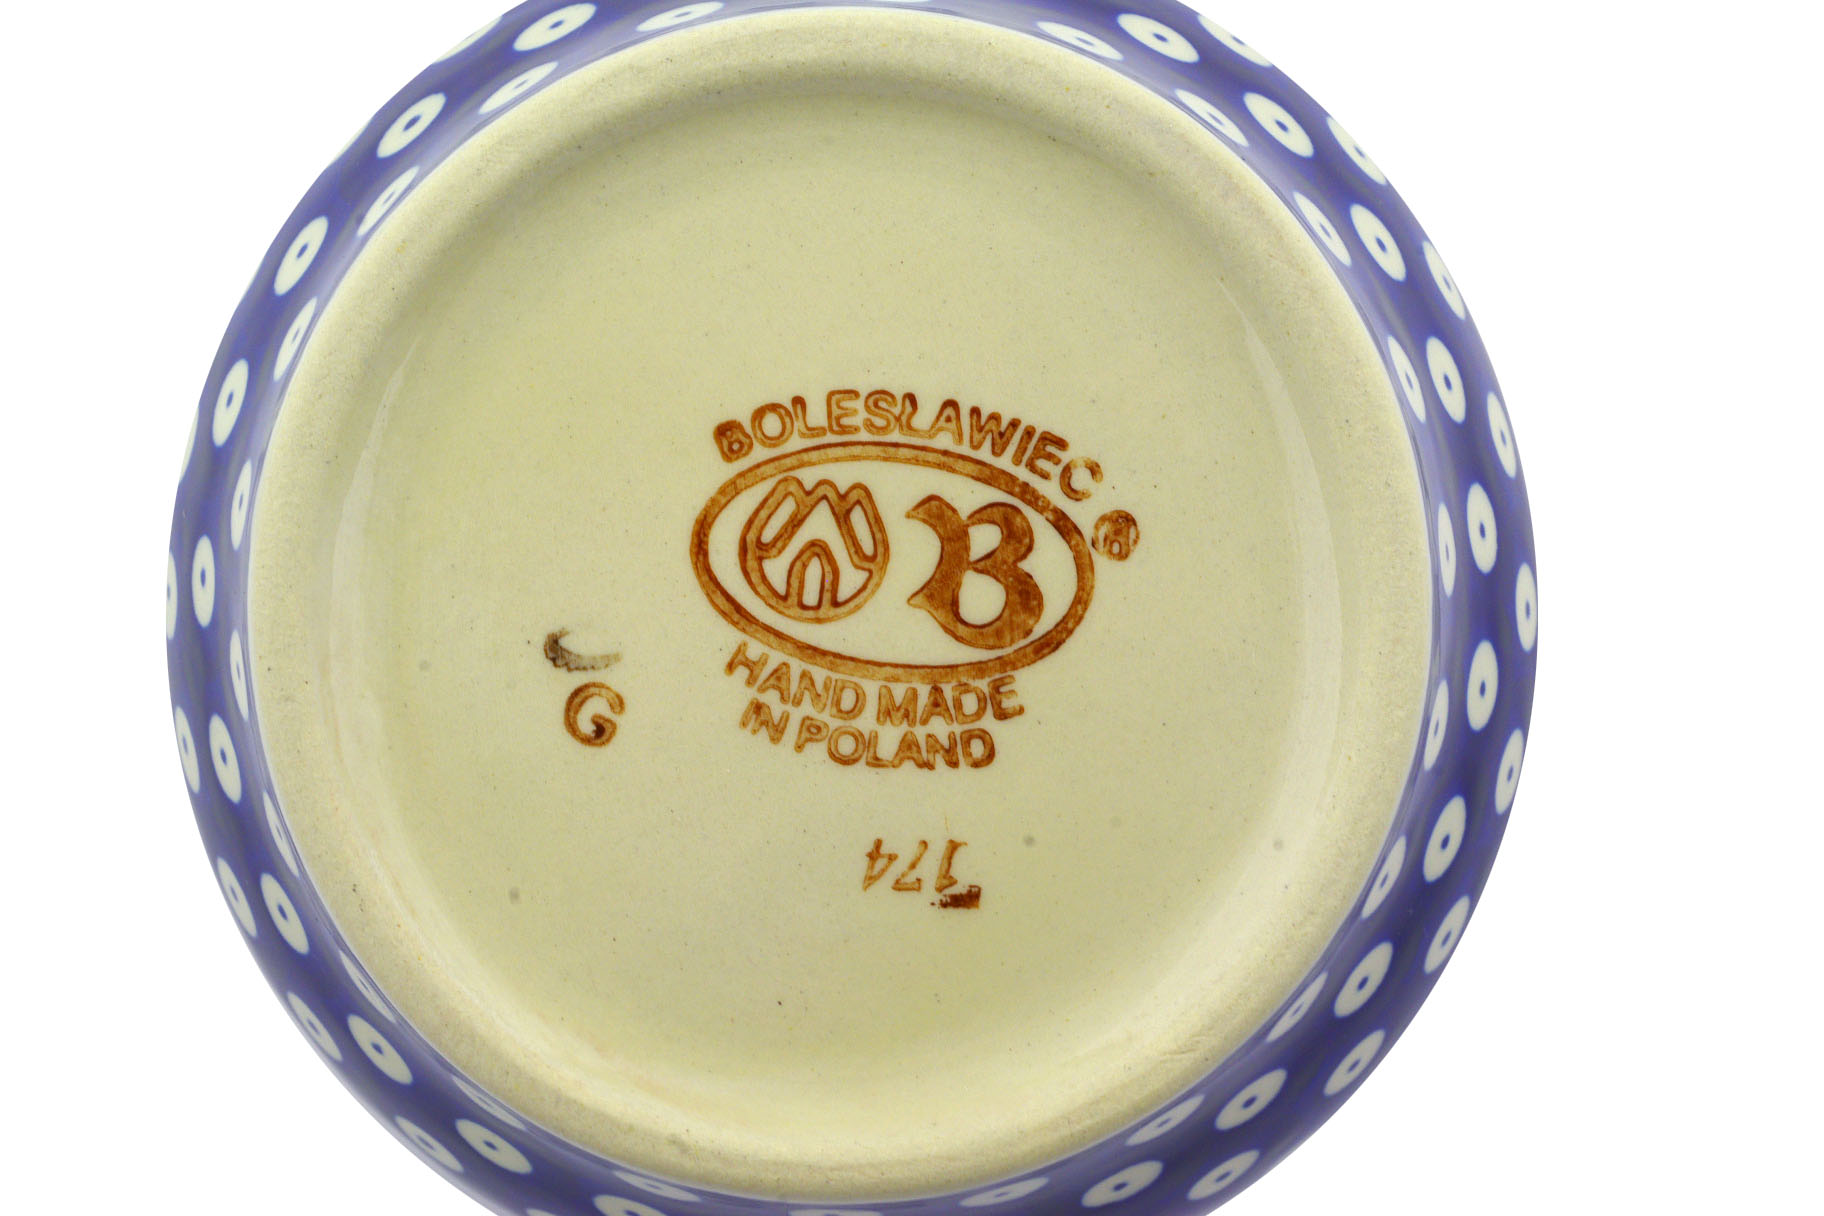 BOLESŁAWIEC ®
B
HAND MADE
IN POLAND
G
174